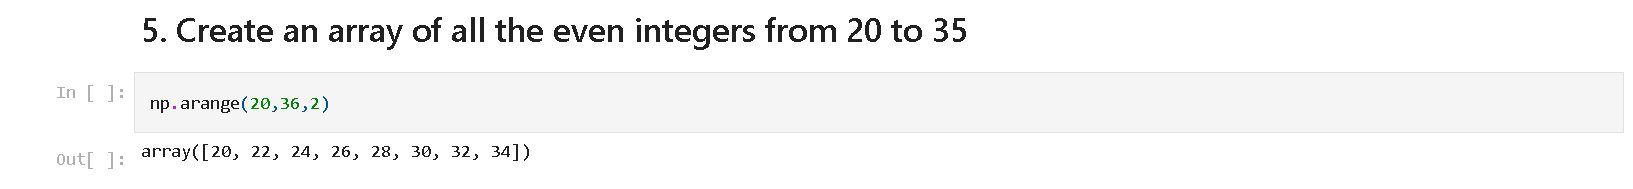 5. Create an array of all the even integers from 20 to 35
In [ ]:
np.arange(20,36,2)
Out[ ]:
array([20, 22, 24, 26, 28, 30, 32, 34])